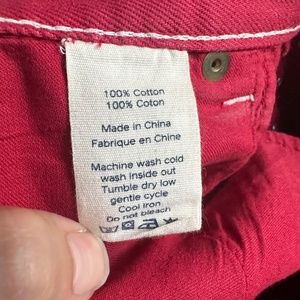 100% Cotton
100% Coton
Made in China
Fabrique en Chine
Machine wash cold
wash inside out
Tumble dry low
gentle cycle
Cool iron
Do not bleach